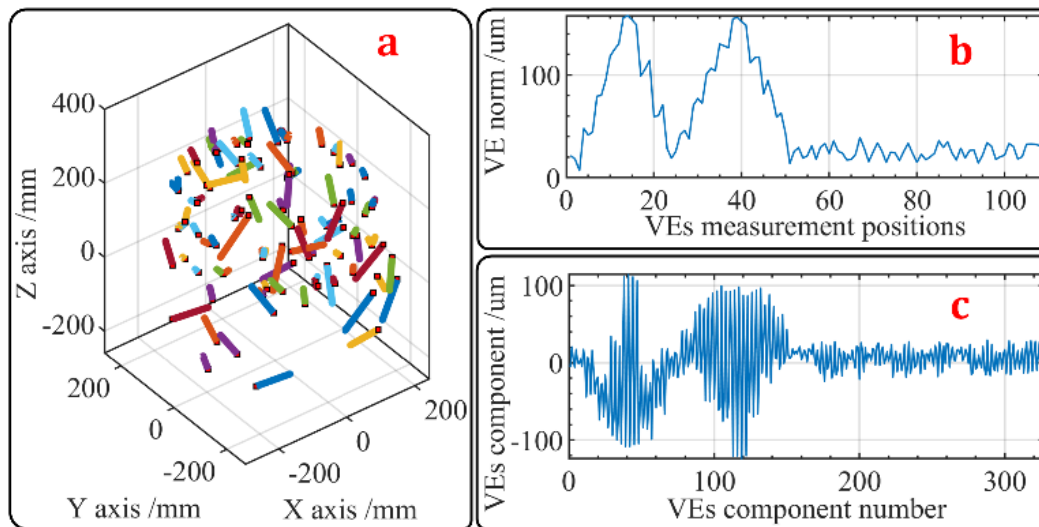 a
400
200
0
-200
Z axis /mm
200
0
-200
Y axis /mm
-200
0
200
X axis /mm
b
VE norm /um
100
0
0 20 40 60 80 100
VEs measurement positions
c
VEs component /um
100
0
-100
0 100 200 300
VEs component number